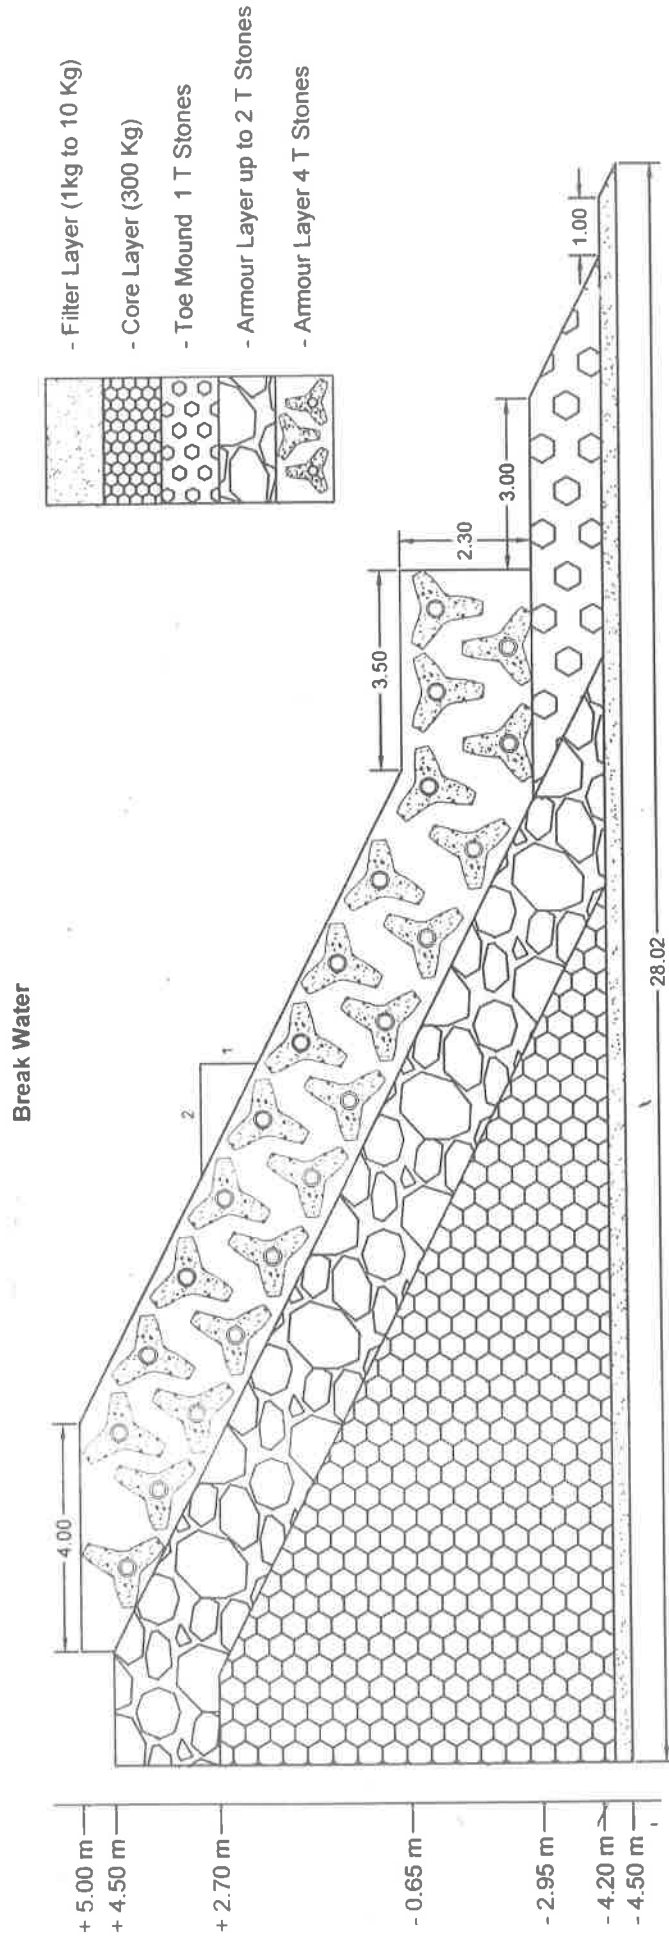 Break Water
- Filter Layer (1kg to 10 Kg)
- Core Layer (300 Kg)
- Toe Mound 1 T Stones
- Armour Layer up to 2 T Stones
- Armour Layer 4 T Stones
4.00
2
1
3.50
2.30
3.00
1.00
28.02
+ 5.00 m
+ 4.50 m
+ 2.70 m
- 0.65 m
- 2.95 m
- 4.20 m
- 4.50 m